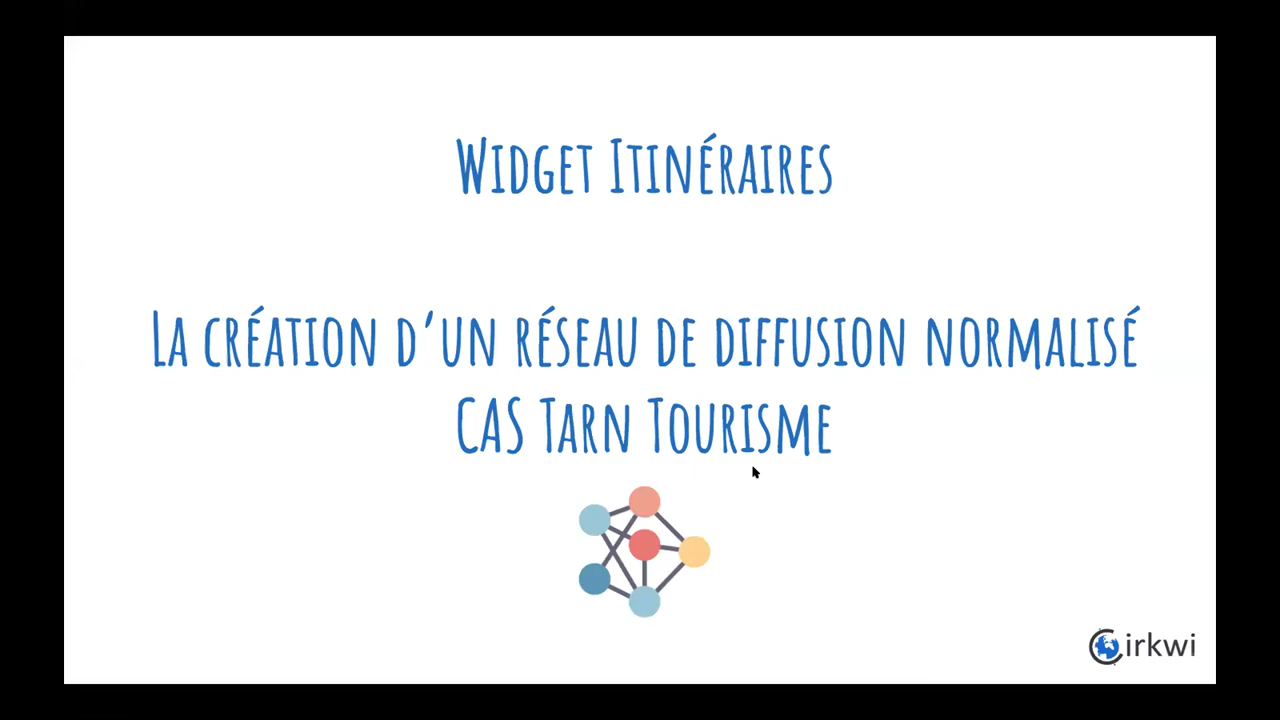 Widget Itinéraires
La création d'un réseau de diffusion normalisé
CAS Tarn Tourisme
Cirkwi